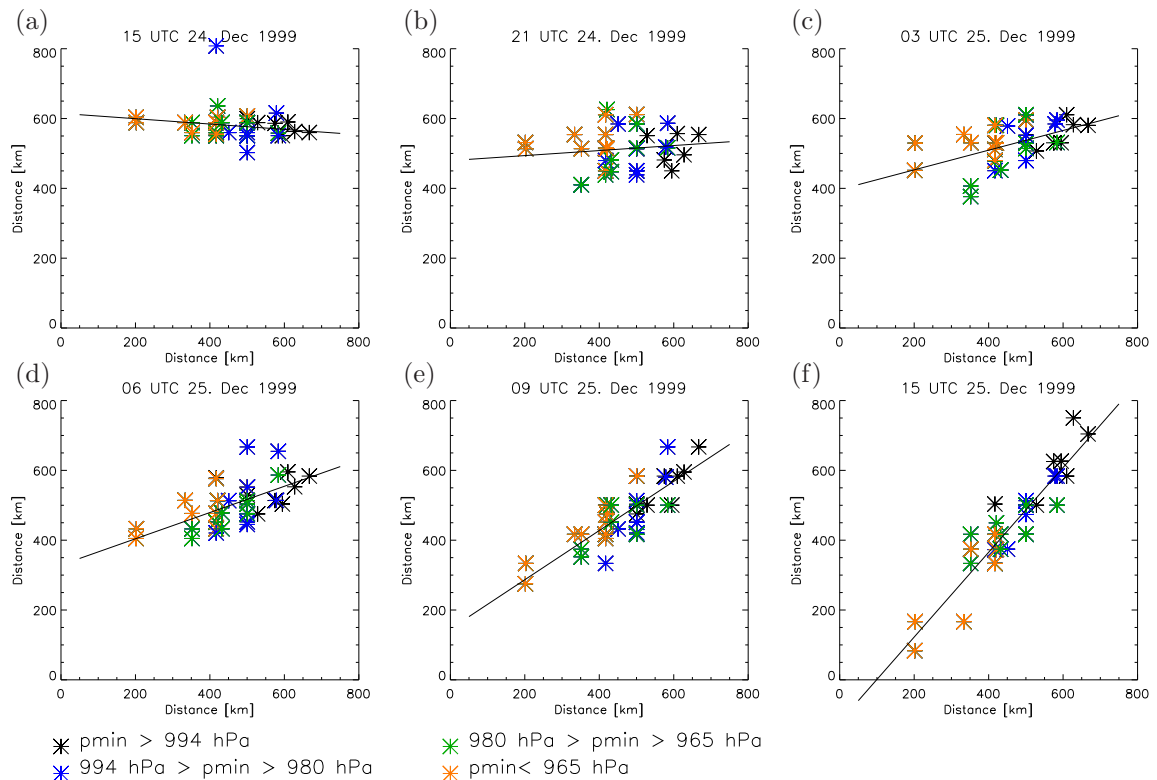 (a) (b) (c)
15 UTC 24. Dec 1999 21 UTC 24. Dec 1999 03 UTC 25. Dec 1999
800 800 800
600 600 600
400 400 400
200 200 200
0 0 0
Distance [km] Distance [km] Distance [km]
0 200 400 600 800 0 200 400 600 800 0 200 400 600 800
Distance [km] Distance [km] Distance [km]
(d) (e) (f)
06 UTC 25. Dec 1999 09 UTC 25. Dec 1999 15 UTC 25. Dec 1999
800 800 800
600 600 600
400 400 400
200 200 200
0 0 0
Distance [km] Distance [km] Distance [km]
0 200 400 600 800 0 200 400 600 800 0 200 400 600 800
Distance [km] Distance [km] Distance [km]
pmin > 994 hPa 980 hPa > pmin > 965 hPa
994 hPa > pmin > 980 hPa pmin< 965 hPa